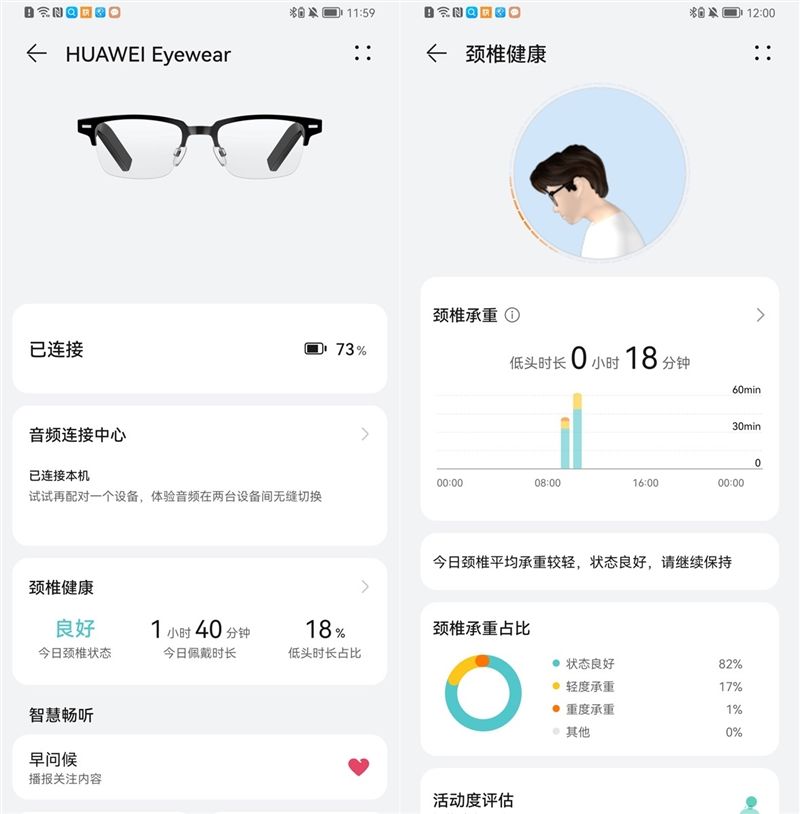 11:59
HUAWEI Eyewear
已连接
73%
音频连接中心
已连接本机
试试再配对一个设备，体验音频在两台设备间无缝切换
颈椎健康
良好
1 小时 40 分钟
18 %
今日颈椎状态
今日佩戴时长
低头时长占比
智慧畅听
早问候
播报关注内容
12:00
颈椎健康
颈椎承重
低头时长 0 小时 18 分钟
60min
30min
0
00:00
08:00
16:00
00:00
今日颈椎平均承重较轻，状态良好，请继续保持
颈椎承重占比
状态良好 82%
轻度承重 17%
重度承重 1%
其他 0%
活动度评估